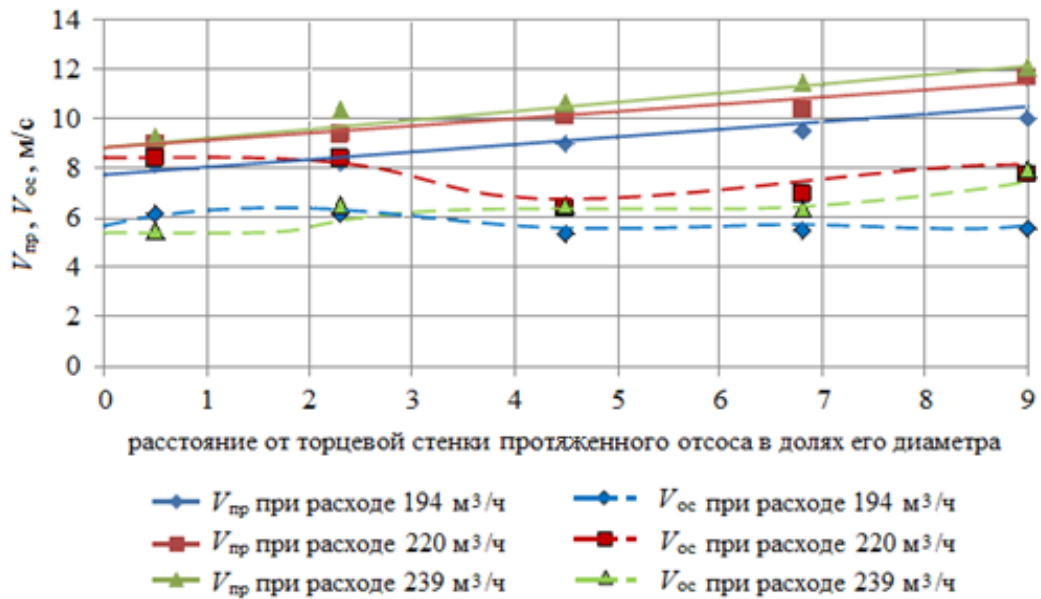 14
12
10
8
6
4
2
0
Vпр, Vос, м/с
0 1 2 3 4 5 6 7 8 9
расстояние от торцевой стенки протяженного отсоса в долях его диаметра
Vпр при расходе 194 м³/ч
Vос при расходе 194 м³/ч
Vпр при расходе 220 м³/ч
Vос при расходе 220 м³/ч
Vпр при расходе 239 м³/ч
Vос при расходе 239 м³/ч